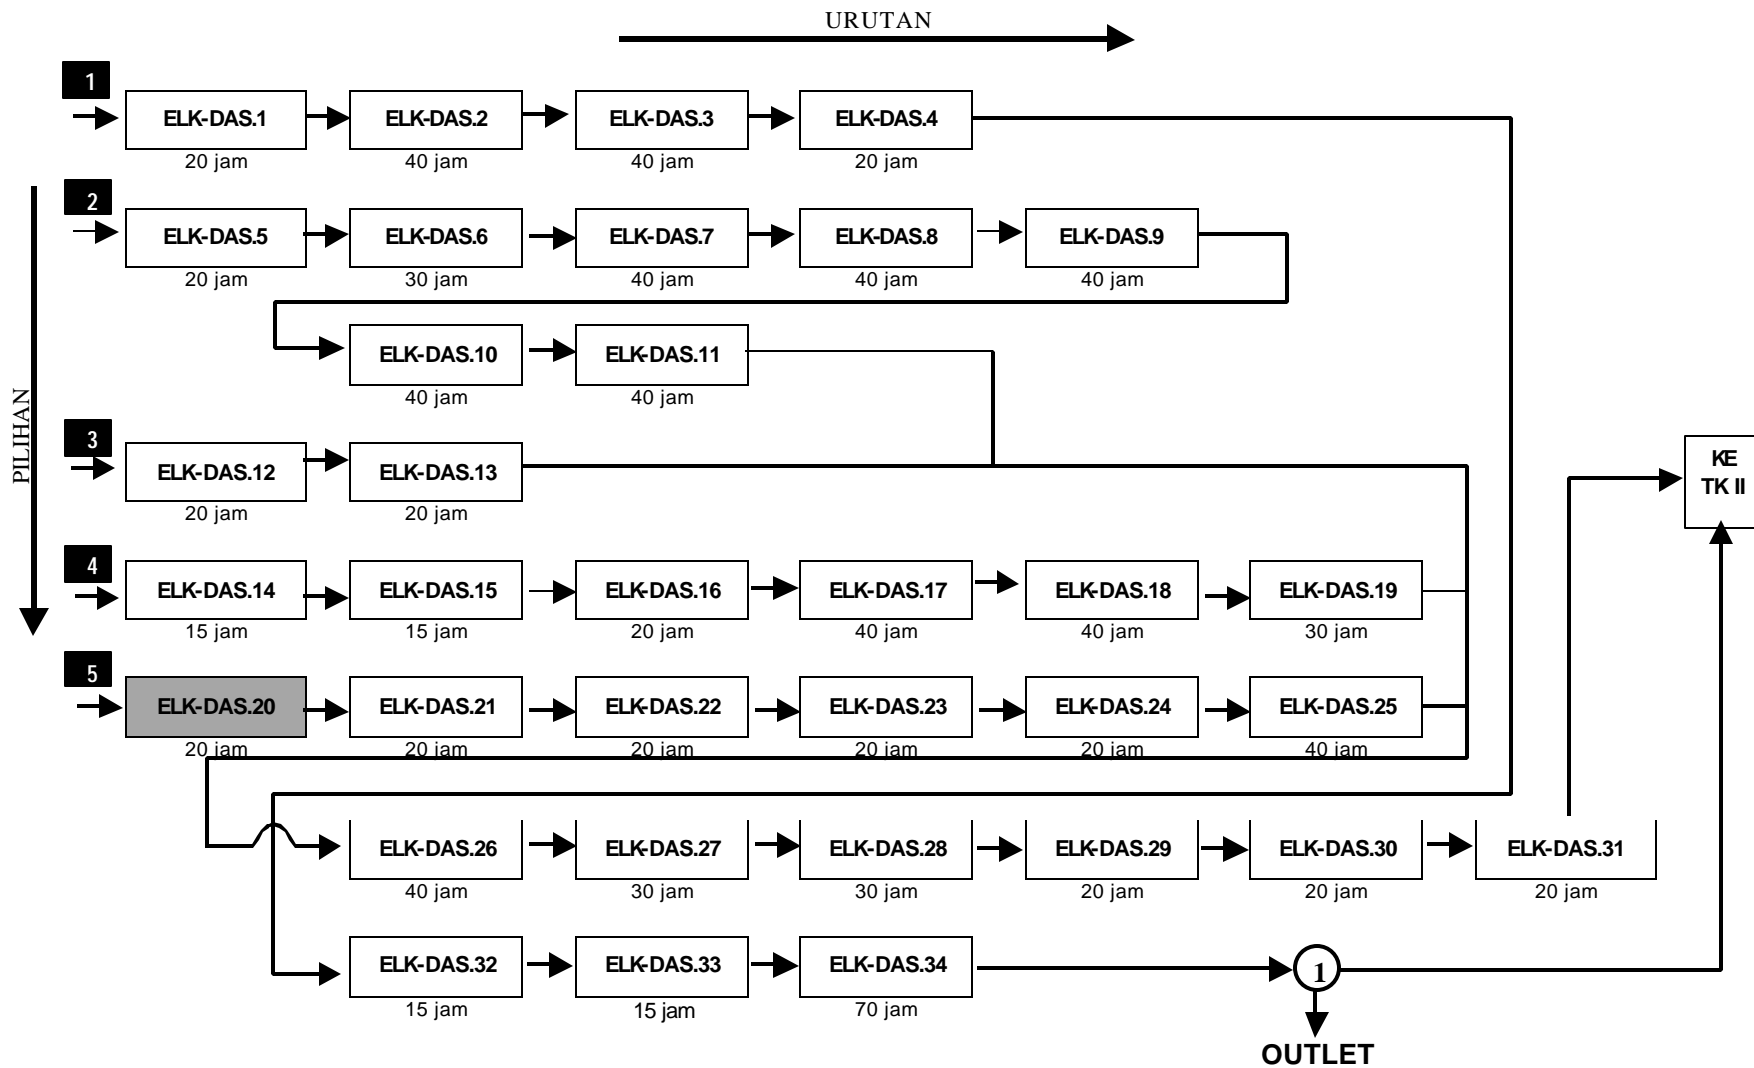 URUTAN
PILIHAN
1
ELK-DAS.1
ELK-DAS.2
ELK-DAS.3
ELK-DAS.4
20 jam
40 jam
40 jam
20 jam
2
ELK-DAS.5
ELK-DAS.6
ELK-DAS.7
ELK-DAS.8
ELK-DAS.9
20 jam
30 jam
40 jam
40 jam
40 jam
ELK-DAS.10
ELK-DAS.11
40 jam
40 jam
3
ELK-DAS.12
ELK-DAS.13
20 jam
20 jam
KE
TK II
4
ELK-DAS.14
ELK-DAS.15
ELK-DAS.16
ELK-DAS.17
ELK-DAS.18
ELK-DAS.19
15 jam
15 jam
20 jam
40 jam
40 jam
30 jam
5
ELK-DAS.20
ELK-DAS.21
ELK-DAS.22
ELK-DAS.23
ELK-DAS.24
ELK-DAS.25
20 jam
20 jam
20 jam
20 jam
20 jam
40 jam
ELK-DAS.26
ELK-DAS.27
ELK-DAS.28
ELK-DAS.29
ELK-DAS.30
ELK-DAS.31
40 jam
30 jam
30 jam
20 jam
20 jam
20 jam
ELK-DAS.32
ELK-DAS.33
ELK-DAS.34
1
15 jam
15 jam
70 jam
OUTLET